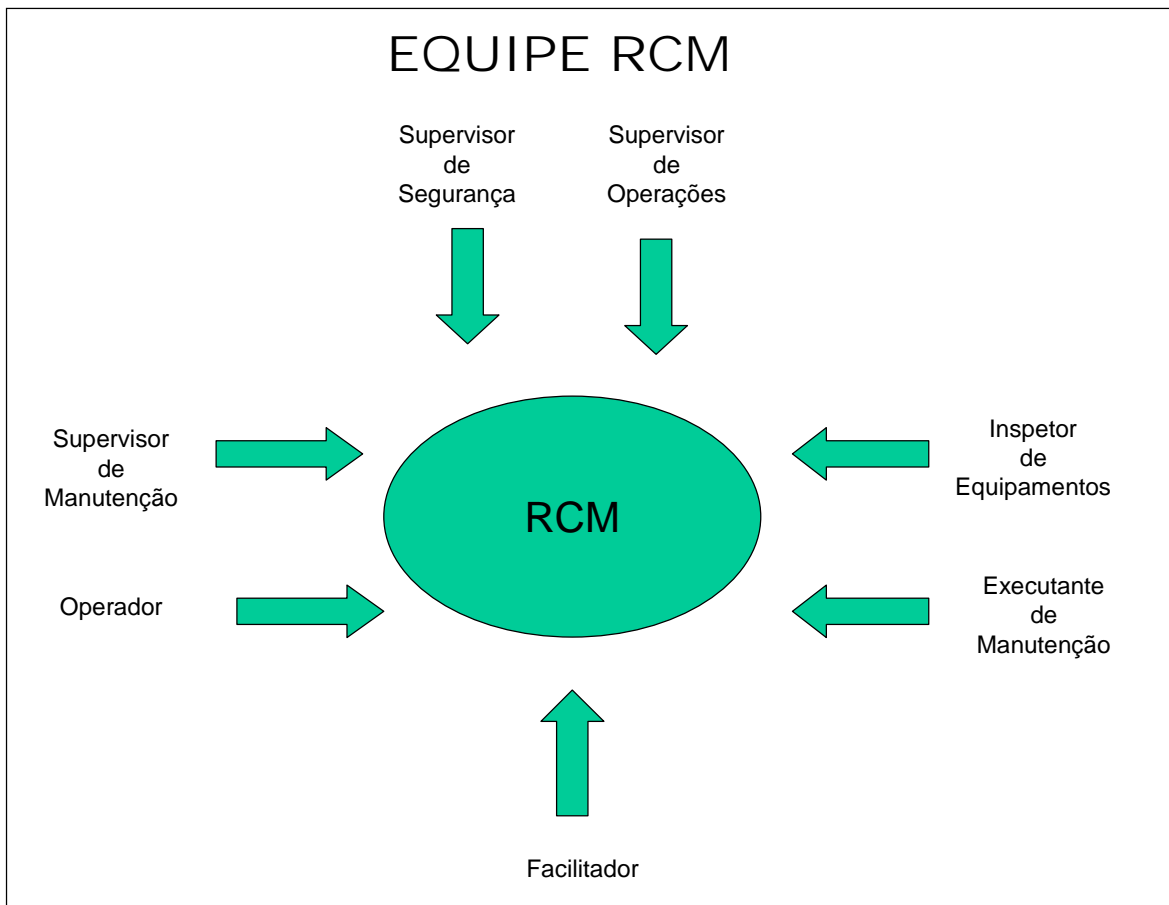 EQUIPE RCM
Supervisor
de
Segurança
Supervisor
de
Operações
Supervisor
de
Manutenção
Inspetor
de
Equipamentos
RCM
Operador
Executante
de
Manutenção
Facilitador